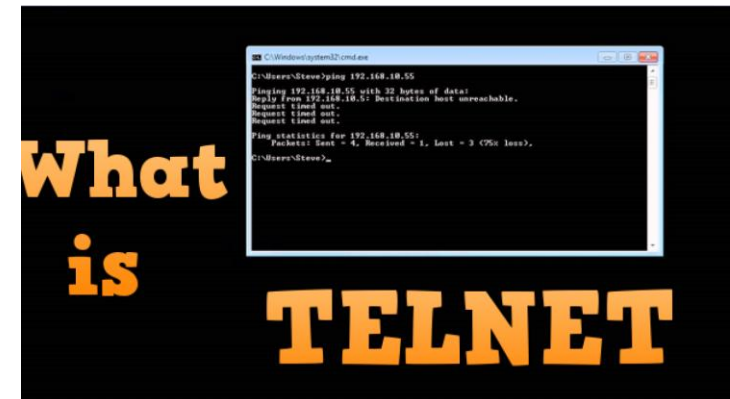 C:\Windows\system32\cmd.exe
C:\Users\Steve>ping 192.168.10.55
Pinging 192.168.10.55 with 32 bytes of data:
Reply from 192.168.10.5: Destination host unreachable.
Request timed out.
Request timed out.
Request timed out.
Ping statistics for 192.168.10.55:
Packets: Sent = 4, Received = 1, Lost = 3 (75% loss),
C:\Users\Steve>_
What
is
TELNET